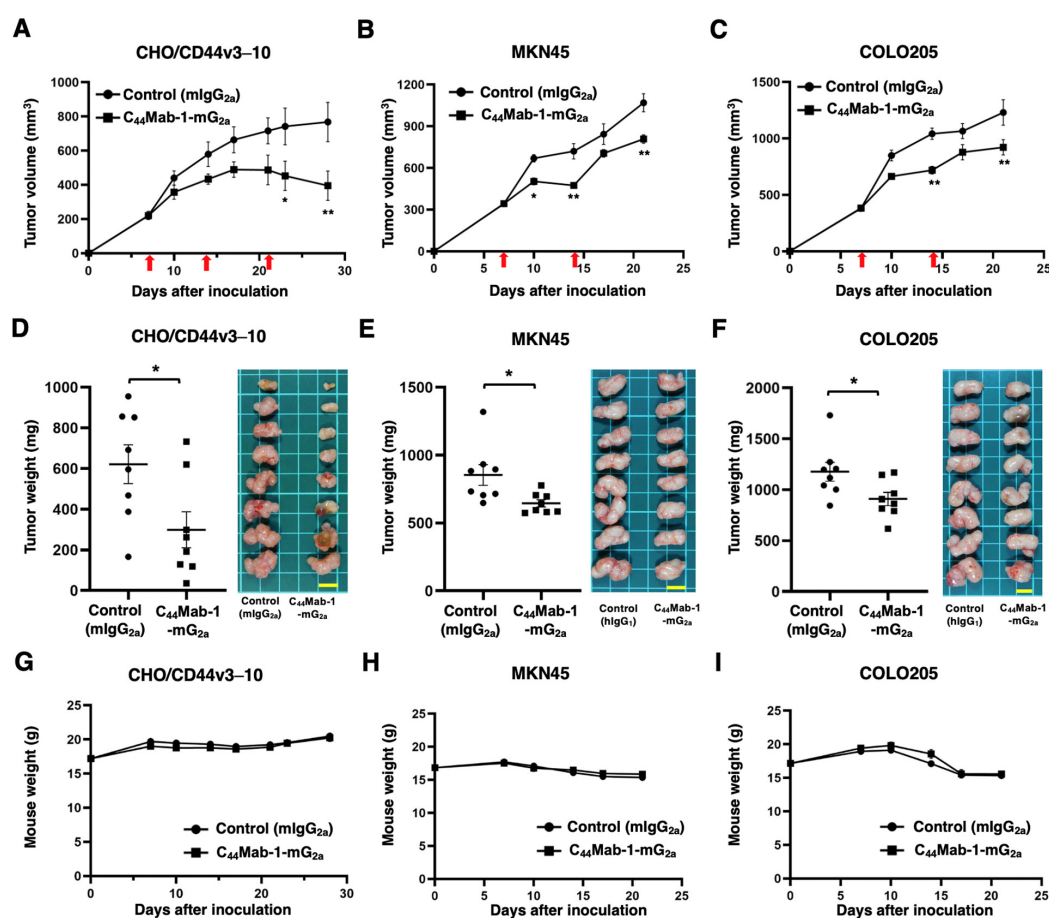 A
CHO/CD44v3–10
Tumor volume (mm³)
1000
800
600
400
200
0
Control (mIgG₂ₐ)
C₄₄Mab-1-mG₂ₐ
*
**
0
10
20
30
Days after inoculation
B
MKN45
Tumor volume (mm³)
1200
900
600
300
0
Control (mIgG₂ₐ)
C₄₄Mab-1-mG₂ₐ
*
**
**
0
5
10
15
20
25
Days after inoculation
C
COLO205
Tumor volume (mm³)
1500
1000
500
0
Control (mIgG₂ₐ)
C₄₄Mab-1-mG₂ₐ
**
**
0
5
10
15
20
25
Days after inoculation
D
CHO/CD44v3–10
Tumor weight (mg)
1000
800
600
400
200
0
*
Control
(mIgG₂ₐ)
C₄₄Mab-1
-mG₂ₐ
Control
(mIgG₂ₐ)
C₄₄Mab-1
-mG₂ₐ
E
MKN45
Tumor weight (mg)
1500
1000
500
0
*
Control
(mIgG₂ₐ)
C₄₄Mab-1
-mG₂ₐ
Control
(hIgG₁)
C₄₄Mab-1
-mG₂ₐ
F
COLO205
Tumor weight (mg)
2000
1500
1000
500
0
*
Control
(mIgG₂ₐ)
C₄₄Mab-1
-mG₂ₐ
Control
(hIgG₁)
C₄₄Mab-1
-mG₂ₐ
G
CHO/CD44v3–10
Mouse weight (g)
25
20
15
10
5
0
Control (mIgG₂ₐ)
C₄₄Mab-1-mG₂ₐ
0
10
20
30
Days after inoculation
H
MKN45
Mouse weight (g)
25
20
15
10
5
0
Control (mIgG₂ₐ)
C₄₄Mab-1-mG₂ₐ
0
5
10
15
20
25
Days after inoculation
I
COLO205
Mouse weight (g)
25
20
15
10
5
0
Control (mIgG₂ₐ)
C₄₄Mab-1-mG₂ₐ
0
5
10
15
20
25
Days after inoculation